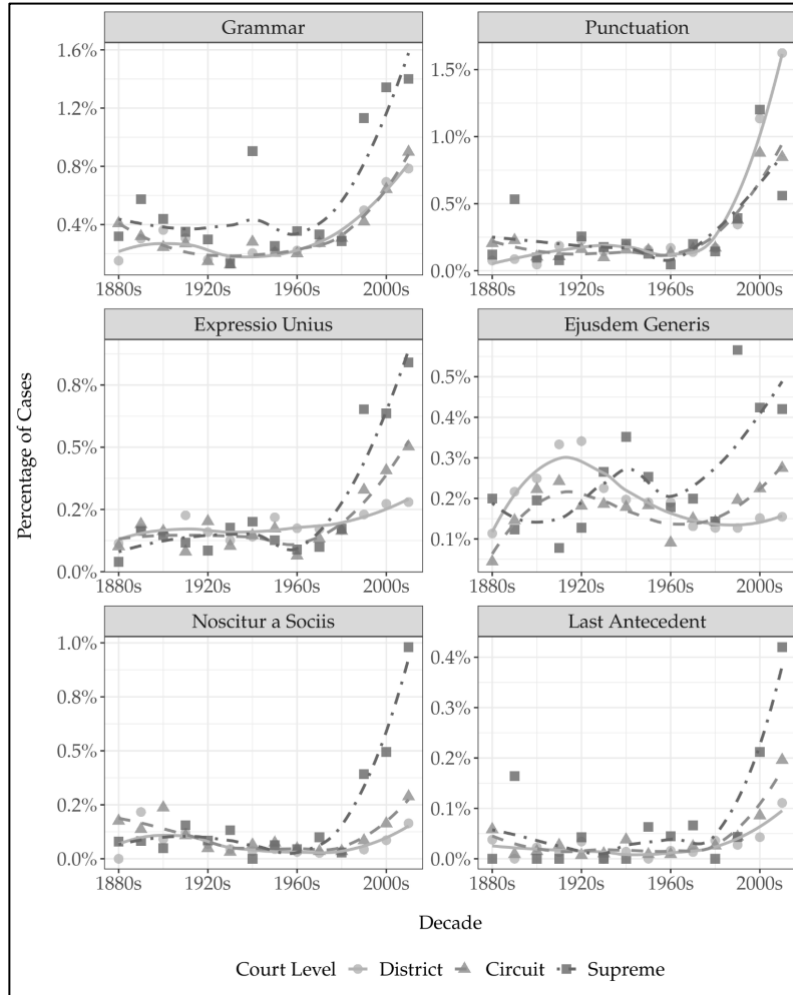 Grammar
Punctuation
1.6%
1.2%
0.8%
0.4%
1880s 1920s 1960s 2000s
1.5%
1.0%
0.5%
0.0%
1880s 1920s 1960s 2000s
Expressio Unius
Ejusdem Generis
0.8%
0.5%
0.2%
0.0%
1880s 1920s 1960s 2000s
0.5%
0.4%
0.3%
0.2%
0.1%
1880s 1920s 1960s 2000s
Noscitur a Sociis
Last Antecedent
1.0%
0.8%
0.5%
0.2%
0.0%
1880s 1920s 1960s 2000s
0.4%
0.3%
0.2%
0.1%
0.0%
1880s 1920s 1960s 2000s
Percentage of Cases
Decade
Court Level District Circuit Supreme